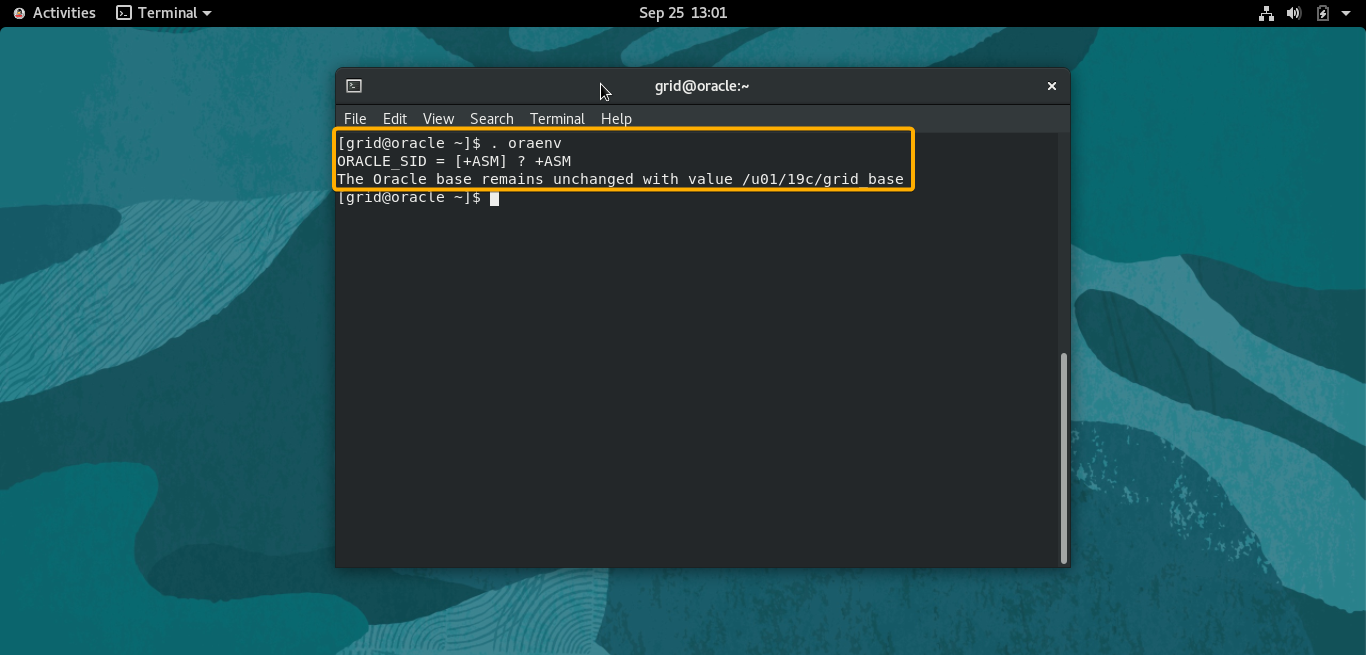 Activities Terminal Sep 25 13:01
grid@oracle:~
File Edit View Search Terminal Help
[grid@oracle ~]$ . oraenv
ORACLE_SID = [+ASM] ? +ASM
The Oracle base remains unchanged with value /u01/19c/grid_base
[grid@oracle ~]$